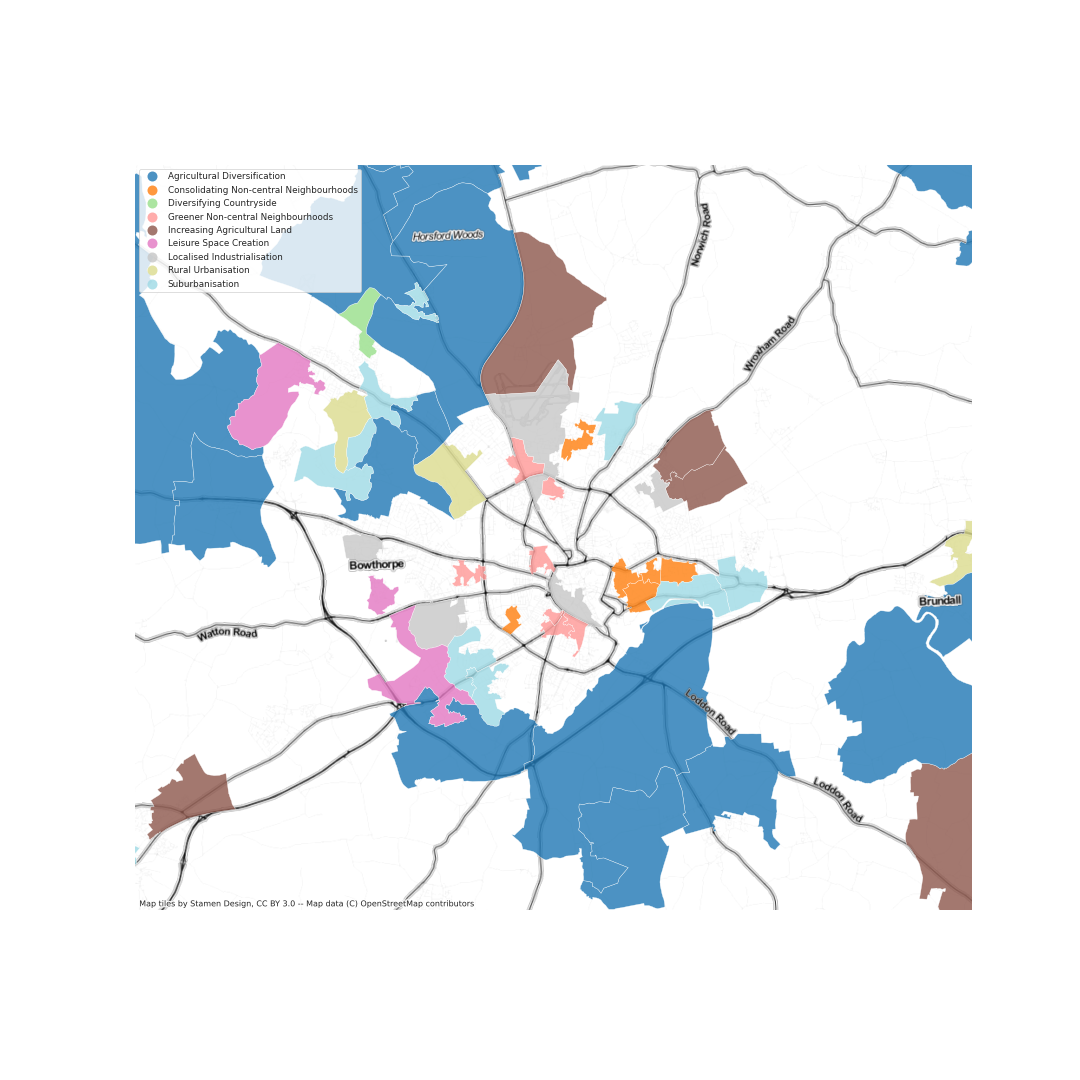 Agricultural Diversification
Consolidating Non-central Neighbourhoods
Diversifying Countryside
Greener Non-central Neighbourhoods
Increasing Agricultural Land
Leisure Space Creation
Localised Industrialisation
Rural Urbanisation
Suburbanisation
Horsford Woods
Norwich Road
Wroxham Road
Bowthorpe
Brundall
Watton Road
Loddon Road
Loddon Road
Map tiles by Stamen Design, CC BY 3.0 -- Map data (C) OpenStreetMap contributors